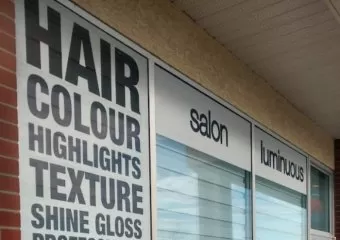 HAIR
COLOUR
HIGHLIGHTS
TEXTURE
SHINE GLOSS
salon
luminous